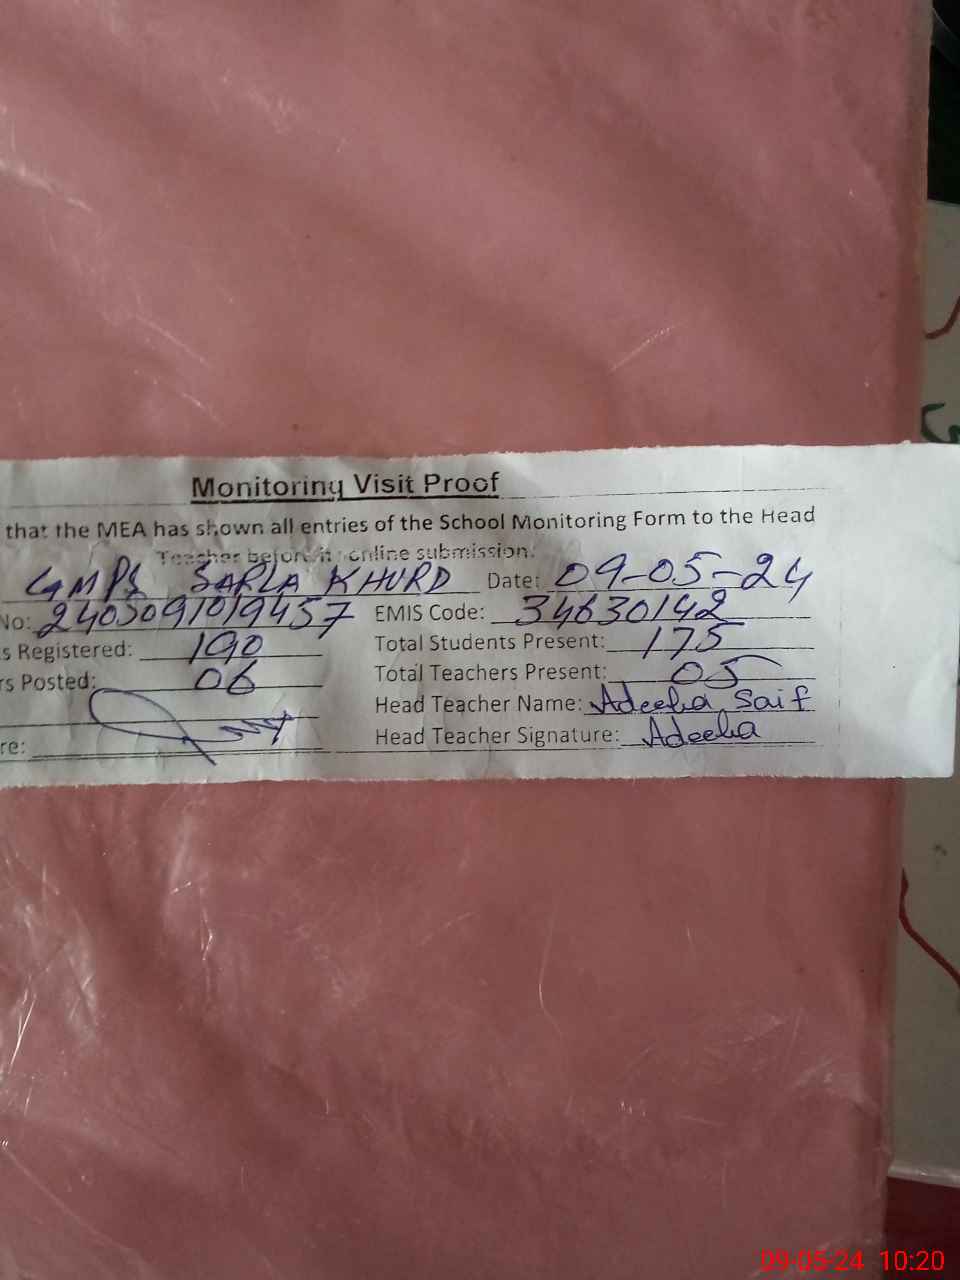 Monitoring Visit Proof
that the MEA has shown all entries of the School Monitoring Form to the Head
Teacher before it online submission.
GMPS SARLA KHURD Date: 09-05-24
No: 2403091019457 EMIS Code: 34630142
s Registered: 190 Total Students Present: 175
rs Posted: 06 Total Teachers Present: 05
Head Teacher Name: Adeeba Saif
re: Head Teacher Signature: Adeeba
09-05-24 10:20